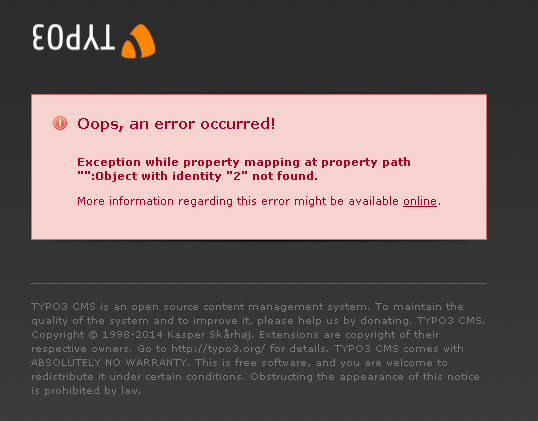 TYPO3
Oops, an error occurred!
Exception while property mapping at property path
"":Object with identity "2" not found.
More information regarding this error might be available online.
TYPO3 CMS is an open source content management system. To maintain the
quality of the system and to improve it, please help us by donating. TYPO3 CMS.
Copyright © 1998-2014 Kasper Skårhøj. Extensions are copyright of their
respective owners. Go to http://typo3.org/ for details. TYPO3 CMS comes with
ABSOLUTELY NO WARRANTY. This is free software, and you are welcome to
redistribute it under certain conditions. Obstructing the appearance of this notice
is prohibited by law.